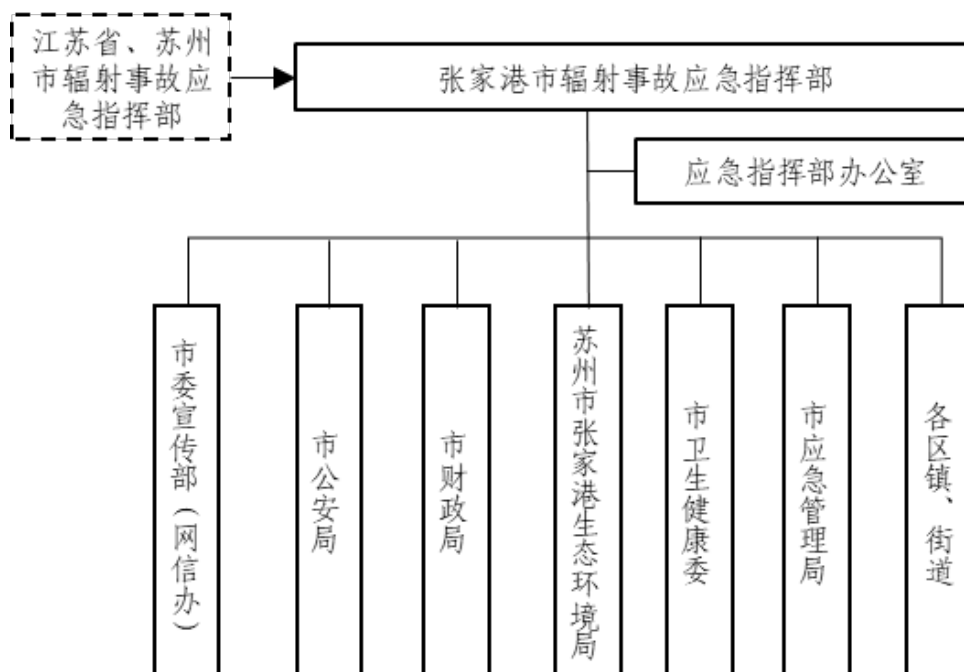 江苏省、苏州
市辐射事故应
急指挥部
张家港市辐射事故应急指挥部
应急指挥部办公室
市委宣传部（网信办）
市公安局
市财政局
苏州市张家港生态环境局
市卫生健康委
市应急管理局
各区镇、街道